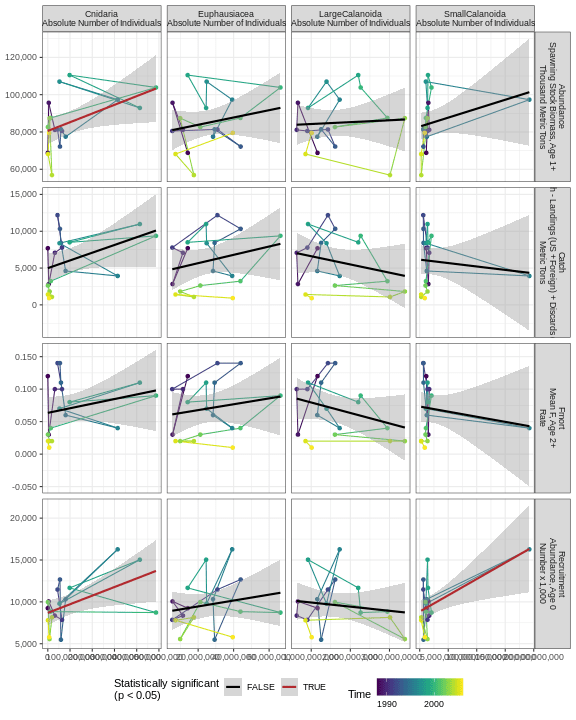 Cnidaria
Absolute Number of Individuals
Euphausiacea
Absolute Number of Individuals
LargeCalanoida
Absolute Number of Individuals
SmallCalanoida
Absolute Number of Individuals
120,000
100,000
80,000
60,000
Abundance
Spawning Stock Biomass, Age 1+
Thousand Metric Tons
15,000
10,000
5,000
0
Catch
h - Landings (US +Foreign) + Discards
Metric Tons
0.150
0.100
0.050
0.000
-0.050
Fmort
Mean F, Age 2+
Rate
20,000
15,000
10,000
5,000
Recruitment
Abundance, Age 0
Number x1,000
Statistically significant
(p < 0.05)
FALSE
TRUE
Time
1990
2000